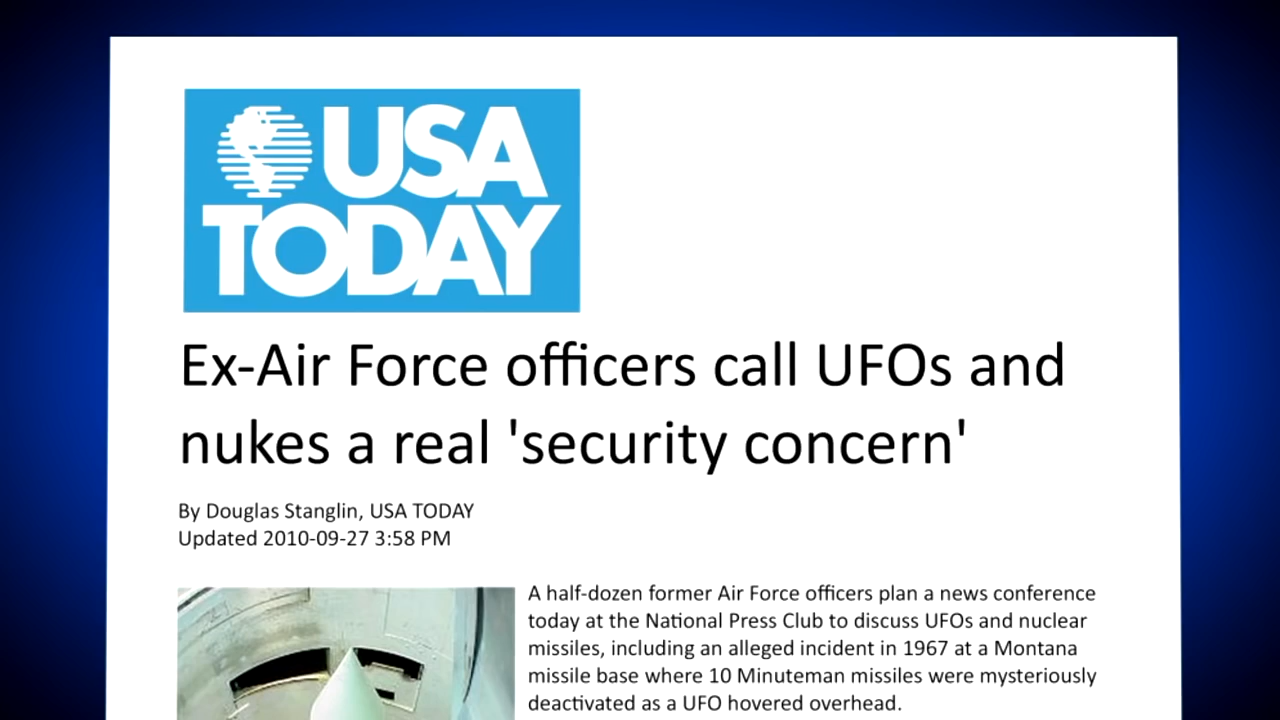 USA
TODAY
Ex-Air Force officers call UFOs and
nukes a real 'security concern'
By Douglas Stanglin, USA TODAY
Updated 2010-09-27 3:58 PM
A half-dozen former Air Force officers plan a news conference
today at the National Press Club to discuss UFOs and nuclear
missiles, including an alleged incident in 1967 at a Montana
missile base where 10 Minuteman missiles were mysteriously
deactivated as a UFO hovered overhead.